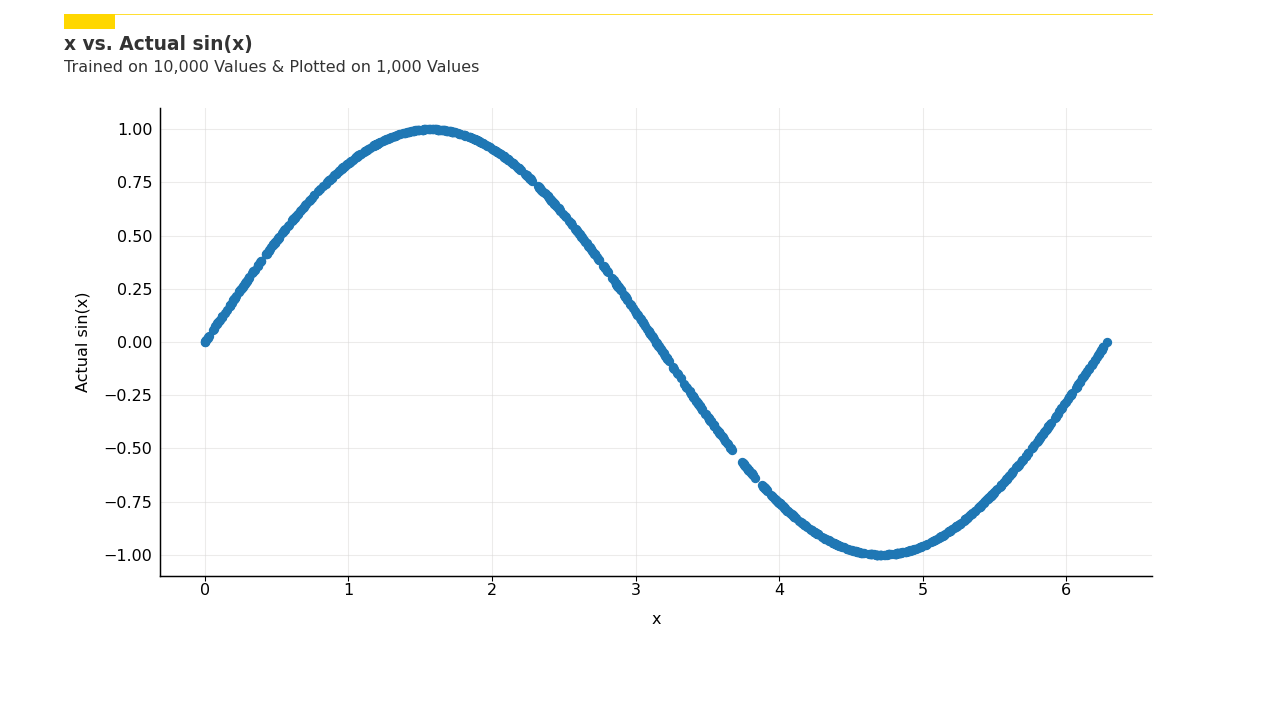 x vs. Actual sin(x)
Trained on 10,000 Values & Plotted on 1,000 Values
1.00
0.75
0.50
0.25
0.00
−0.25
−0.50
−0.75
−1.00
Actual sin(x)
0 1 2 3 4 5 6
x